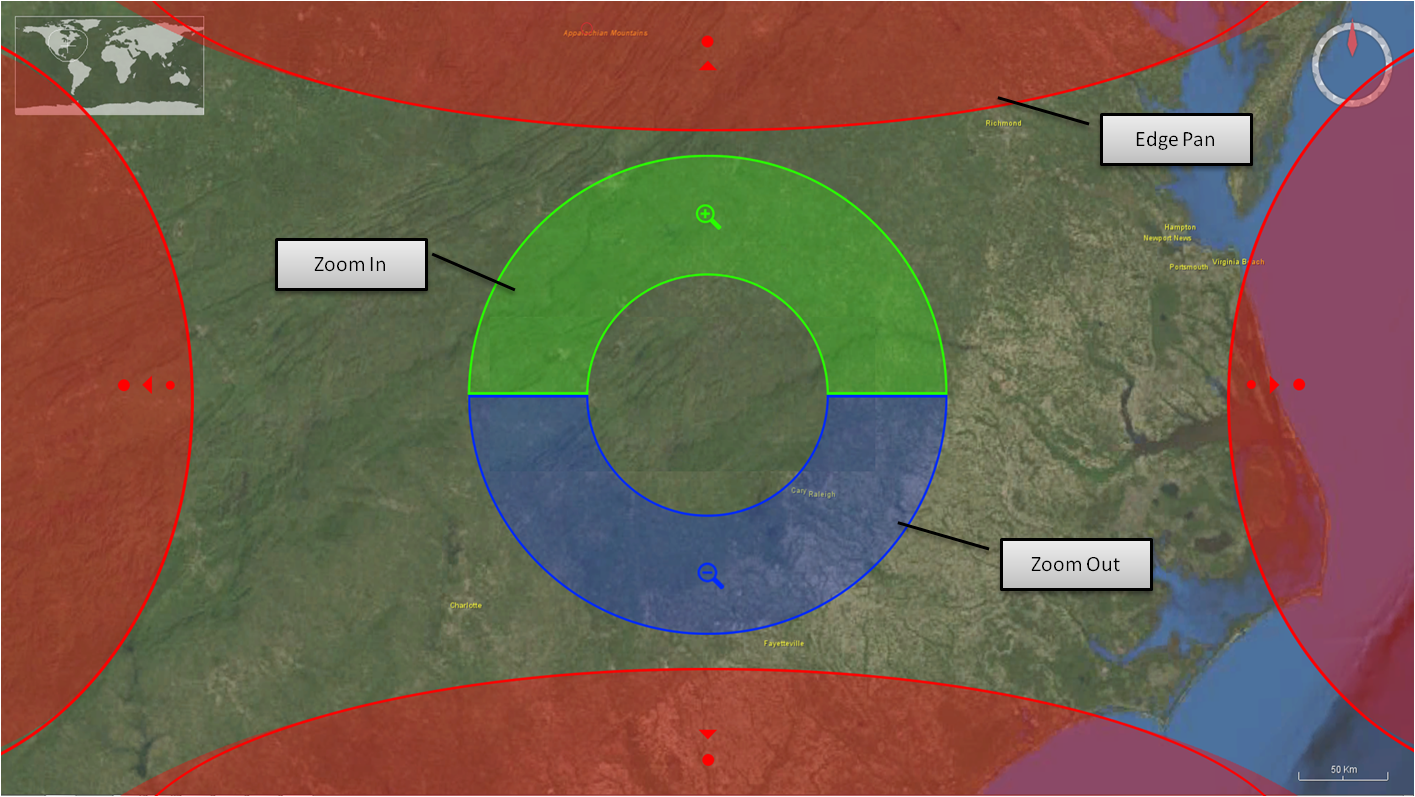 Appalachian Mountains
Richmond
Edge Pan
Hampton
Newport News
Virginia Beach
Portsmouth
Zoom In
Cary
Raleigh
Zoom Out
Charlotte
Fayetteville
50 Km